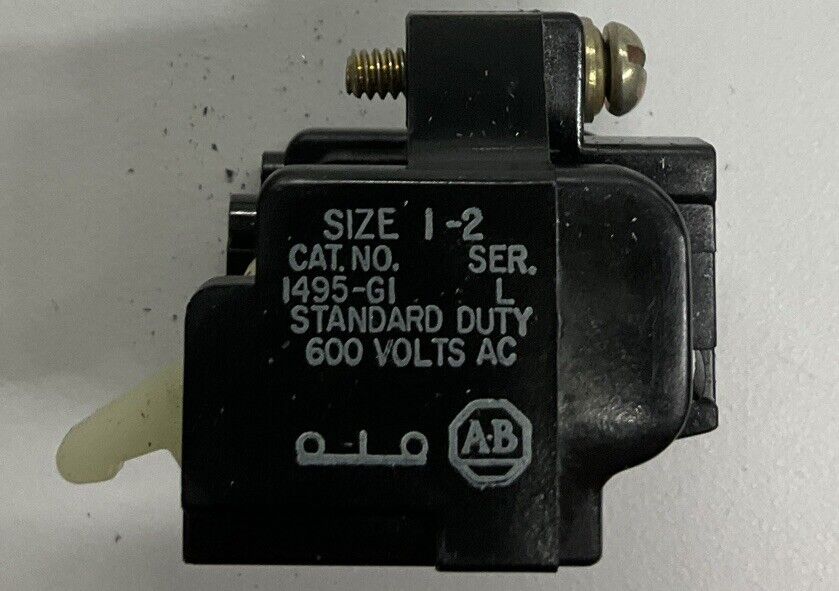 SIZE 1-2
CAT. NO. SER.
1495-G1 L
STANDARD DUTY
600 VOLTS AC
A-B